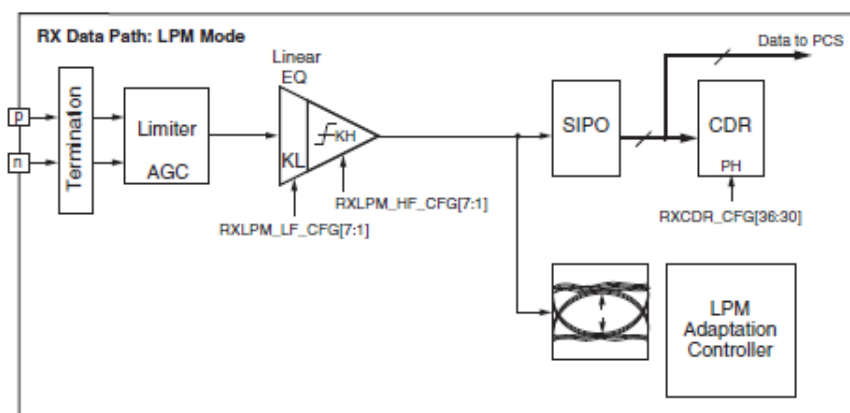 RX Data Path: LPM Mode
Linear
EQ
Data to PCS
p
n
Termination
Limiter
AGC
KL
KH
SIPO
CDR
PH
RXLPM_HF_CFG[7:1]
RXLPM_LF_CFG[7:1]
RXCDR_CFG[36:30]
LPM
Adaptation
Controller